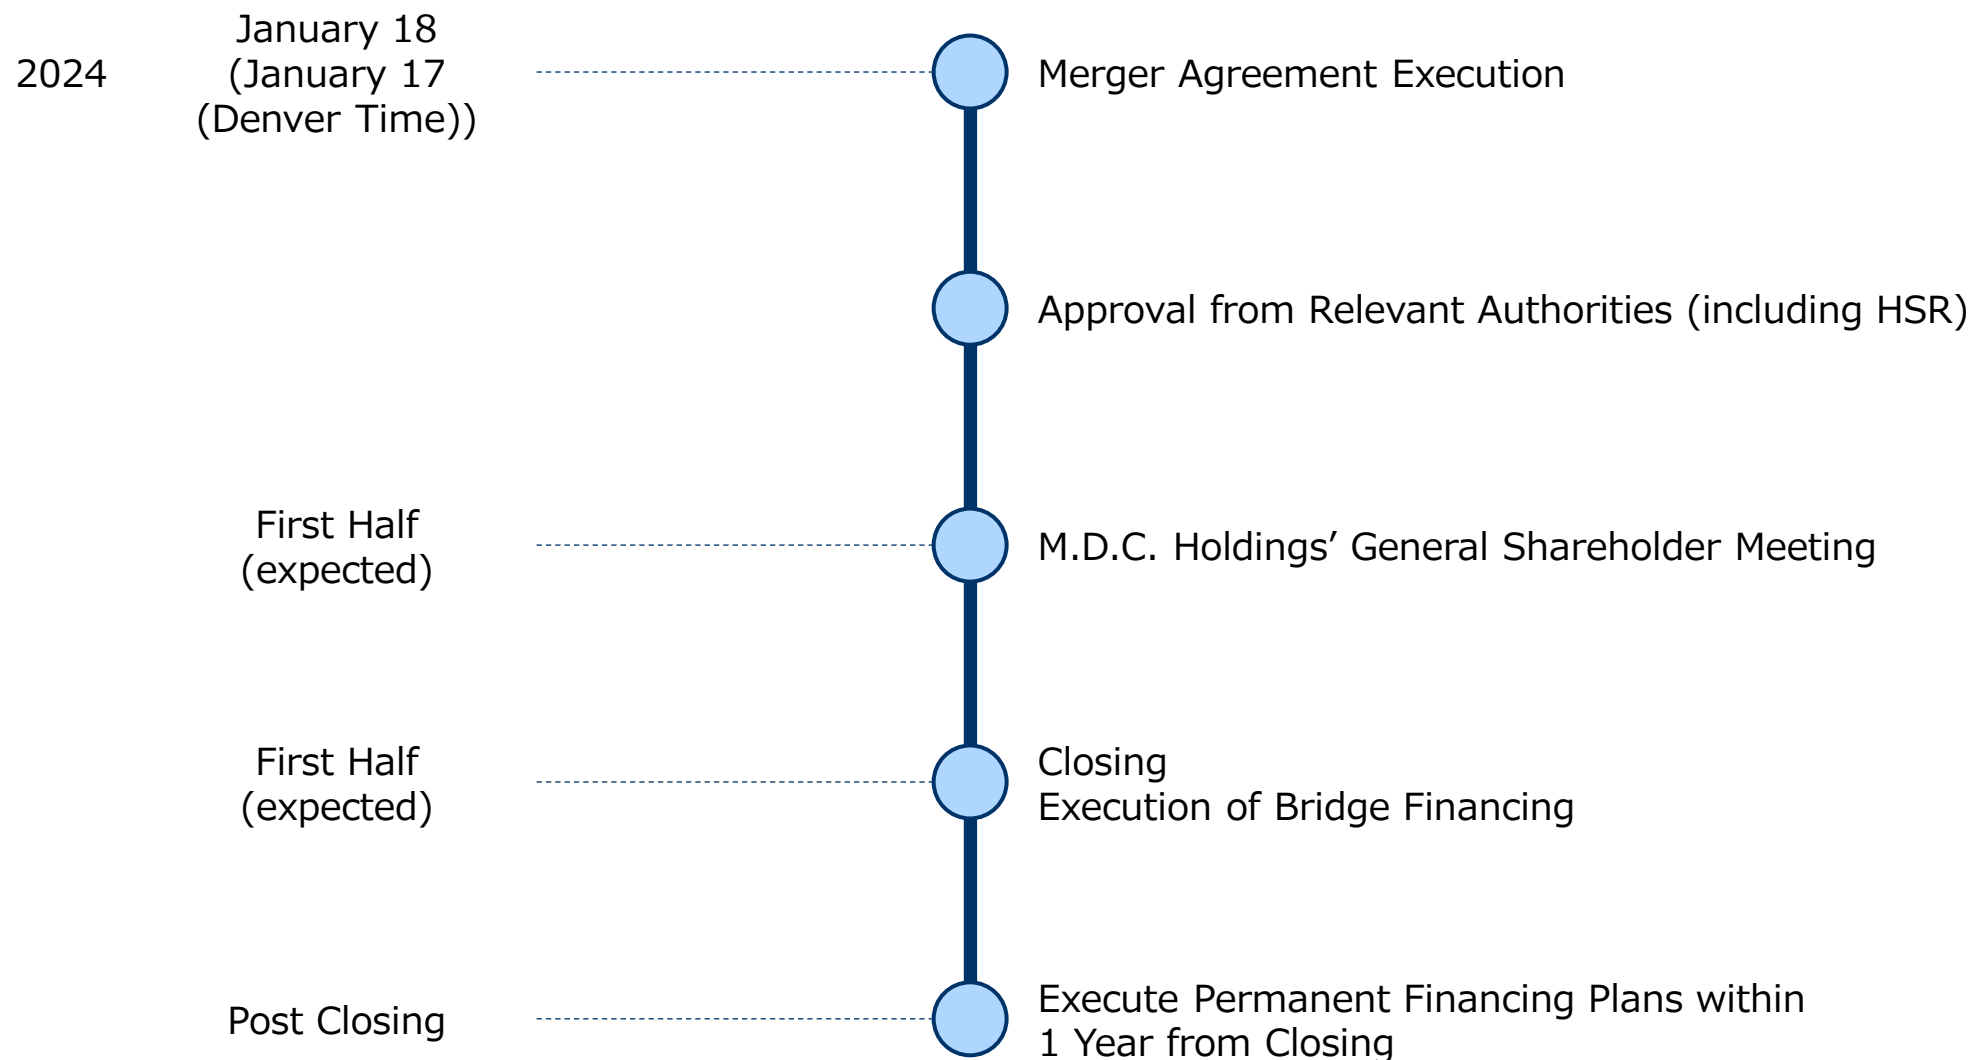 2024
January 18
(January 17
(Denver Time))
Merger Agreement Execution
Approval from Relevant Authorities (including HSR)
First Half
(expected)
M.D.C. Holdings’ General Shareholder Meeting
First Half
(expected)
Closing
Execution of Bridge Financing
Post Closing
Execute Permanent Financing Plans within
1 Year from Closing